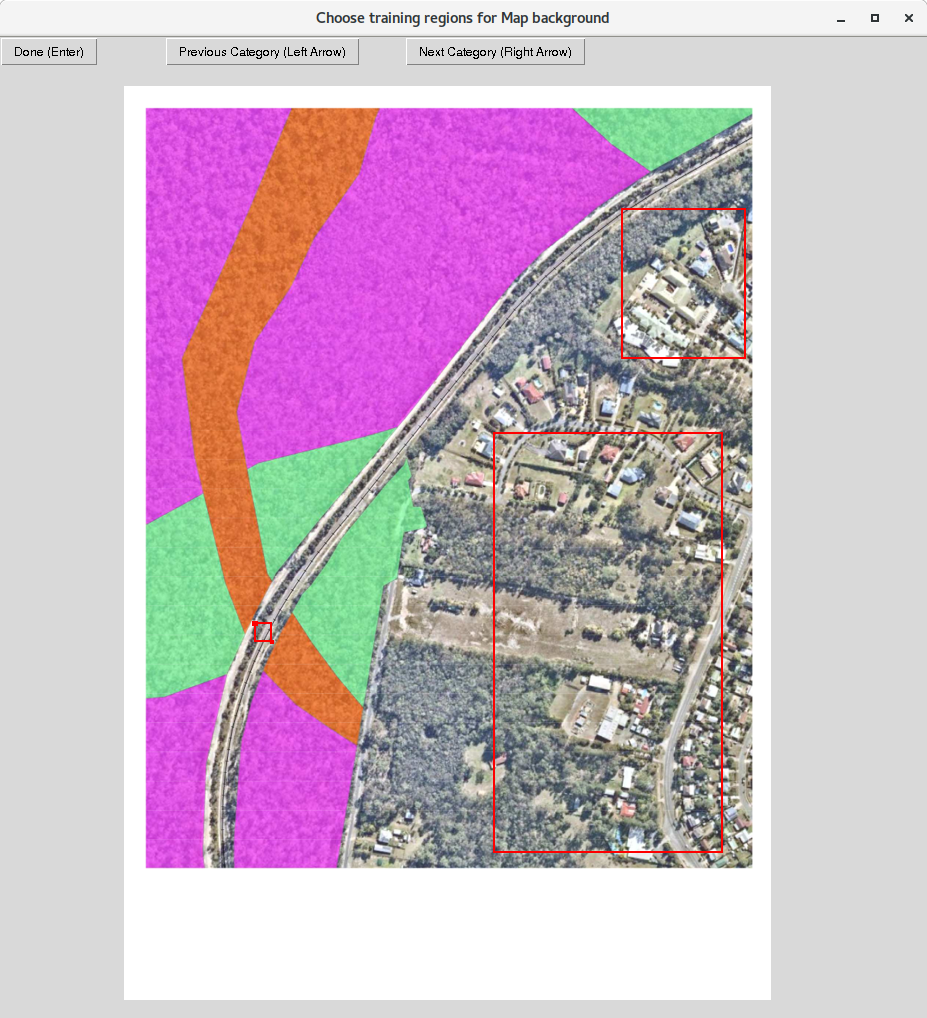 Choose training regions for Map background
Done (Enter)
Previous Category (Left Arrow)
Next Category (Right Arrow)